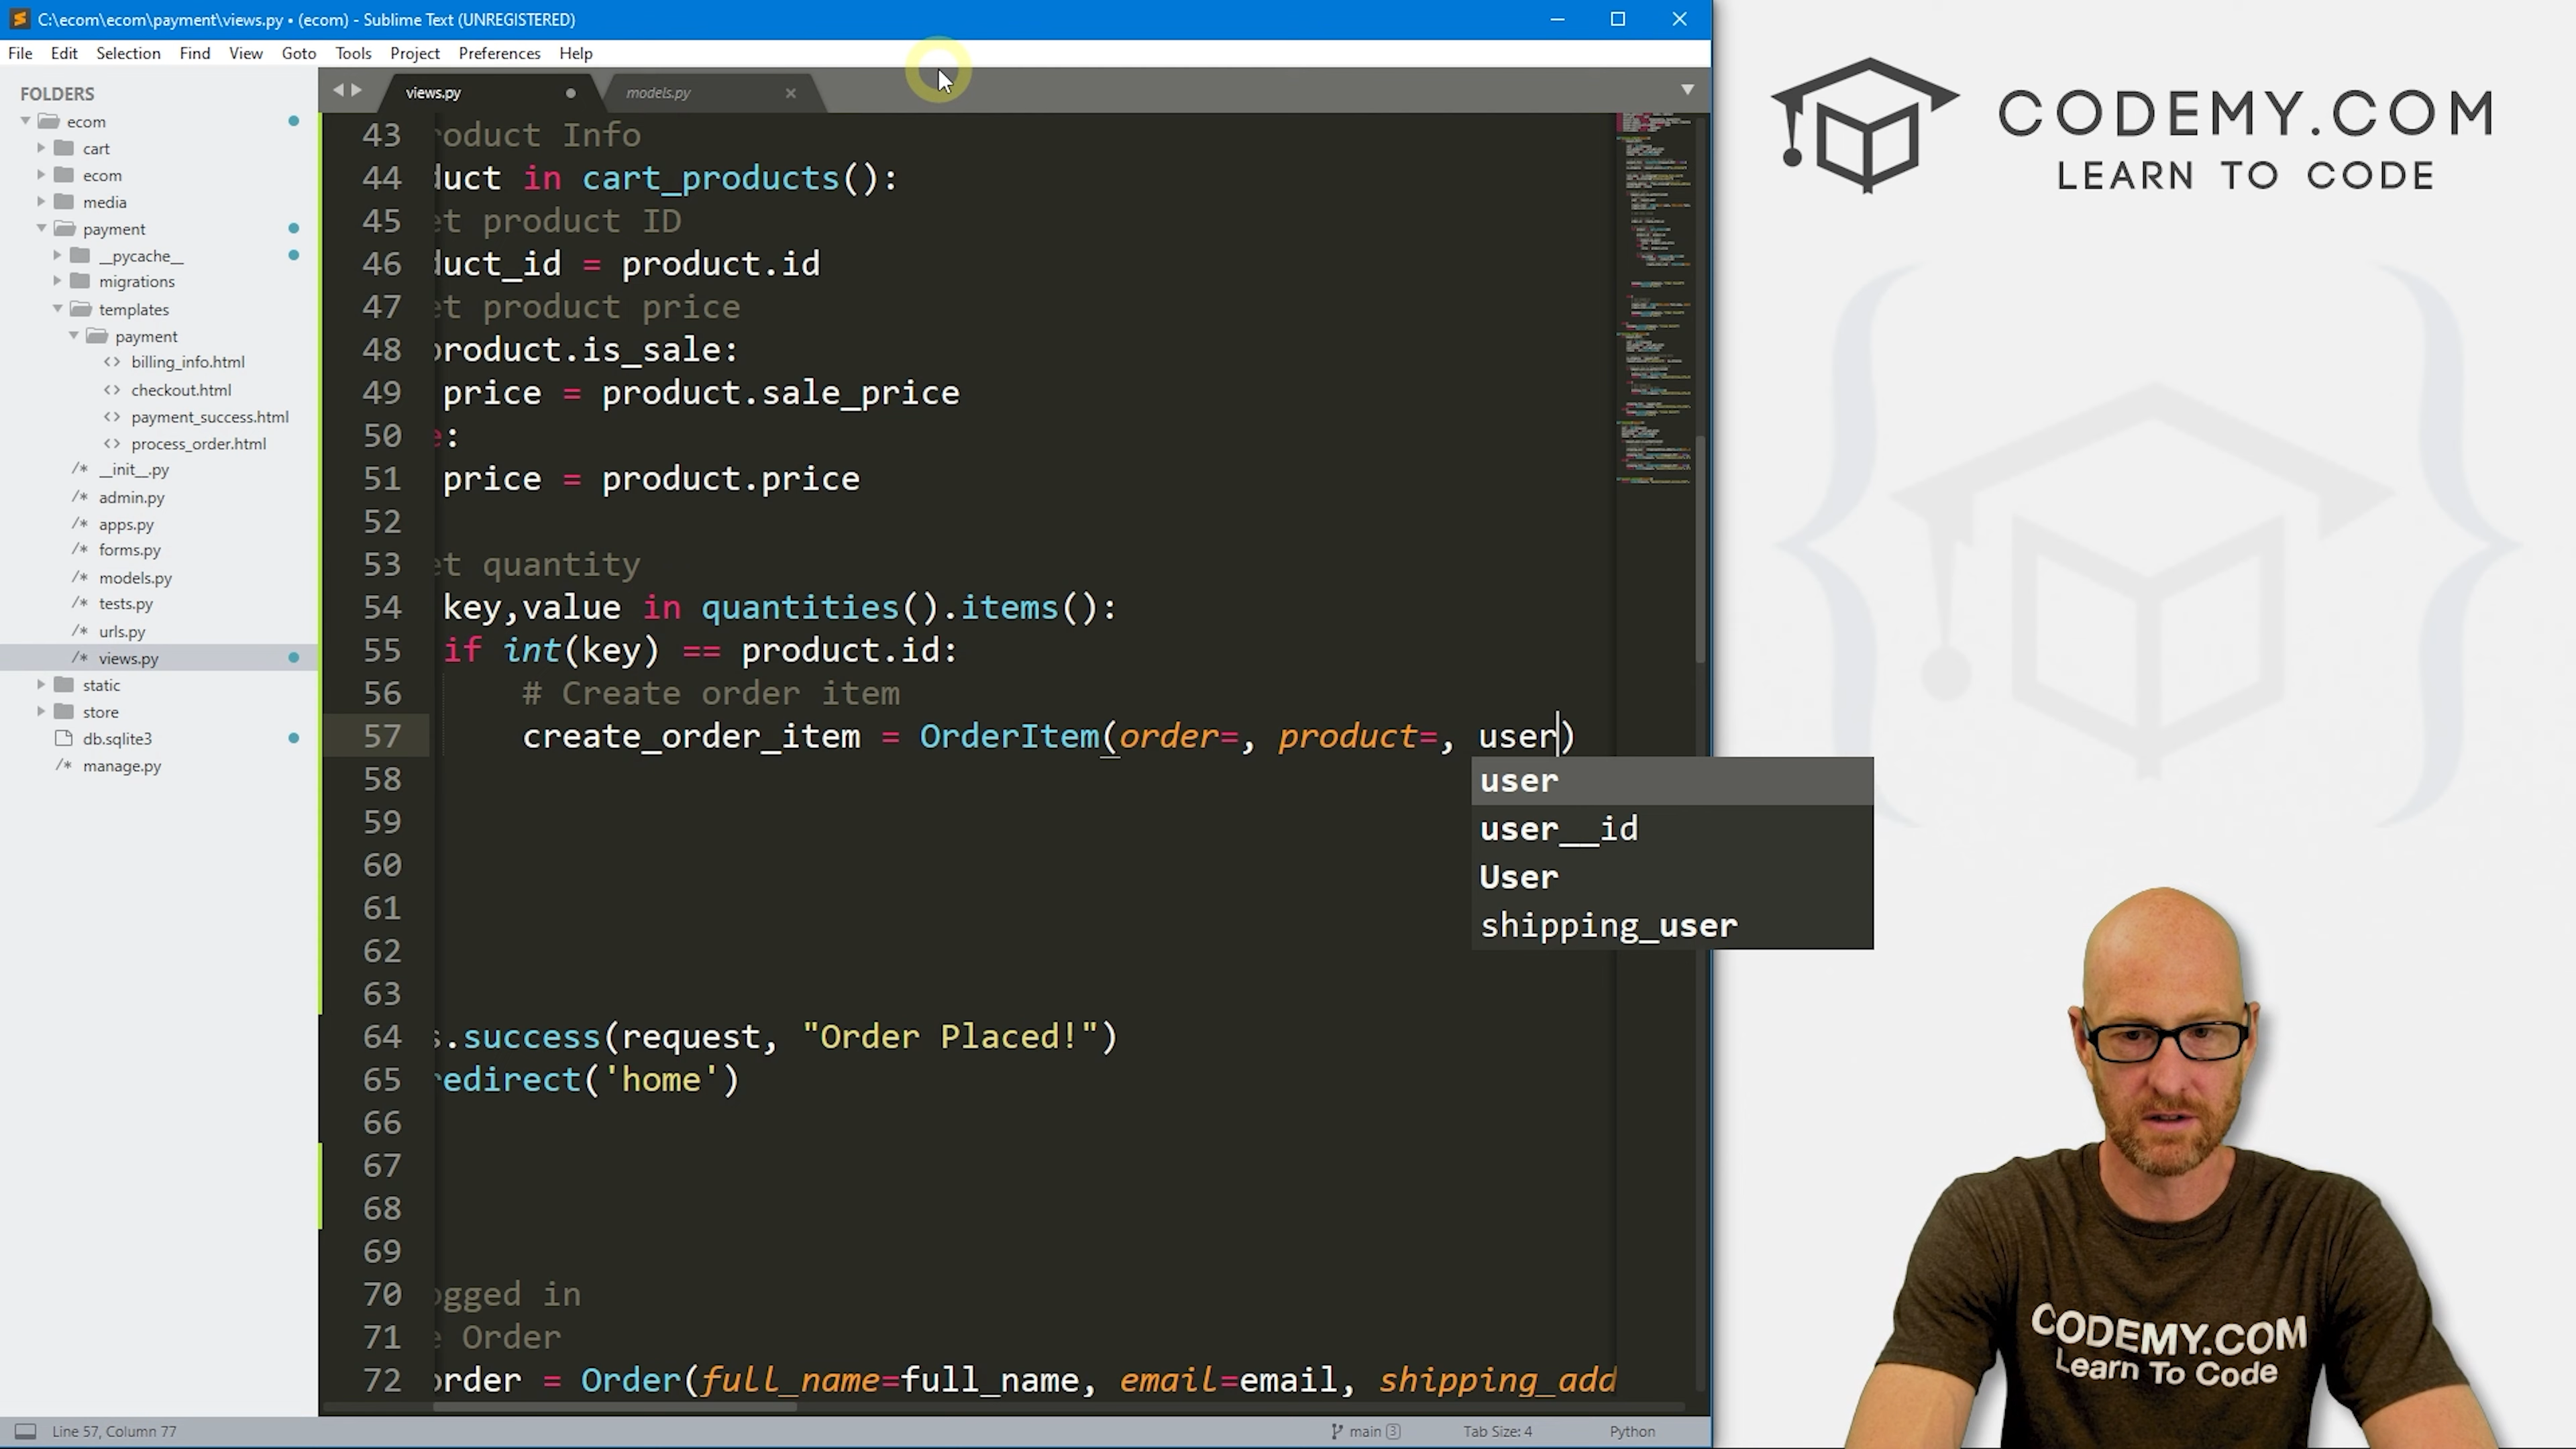 C:\ecom\ecom\payment\views.py • (ecom) - Sublime Text (UNREGISTERED)
File Edit Selection Find View Goto Tools Project Preferences Help
FOLDERS
ecom
cart
ecom
media
payment
__pycache__
migrations
templates
payment
<> billing_info.html
<> checkout.html
<> payment_success.html
<> process_order.html
/* __init__.py
/* admin.py
/* apps.py
/* forms.py
/* models.py
/* tests.py
/* urls.py
/* views.py
static
store
db.sqlite3
/* manage.py
views.py models.py
43 roduct Info
44 duct in cart_products():
45 et product ID
46 duct_id = product.id
47 et product price
48 product.is_sale:
49 price = product.sale_price
50 e:
51 price = product.price
52
53 et quantity
54 key,value in quantities().items():
55 if int(key) == product.id:
56 # Create order item
57 create_order_item = OrderItem(order=, product=, user)
58
59
60
61
62
63
64 s.success(request, "Order Placed!")
65 redirect('home')
66
67
68
69
70 ogged in
71 e Order
72 order = Order(full_name=full_name, email=email, shipping_add
user
user__id
User
shipping_user
Line 57, Column 77 main 3 Tab Size: 4 Python
CODEMY.COM
LEARN TO CODE
CODEMY.COM
Learn To Code